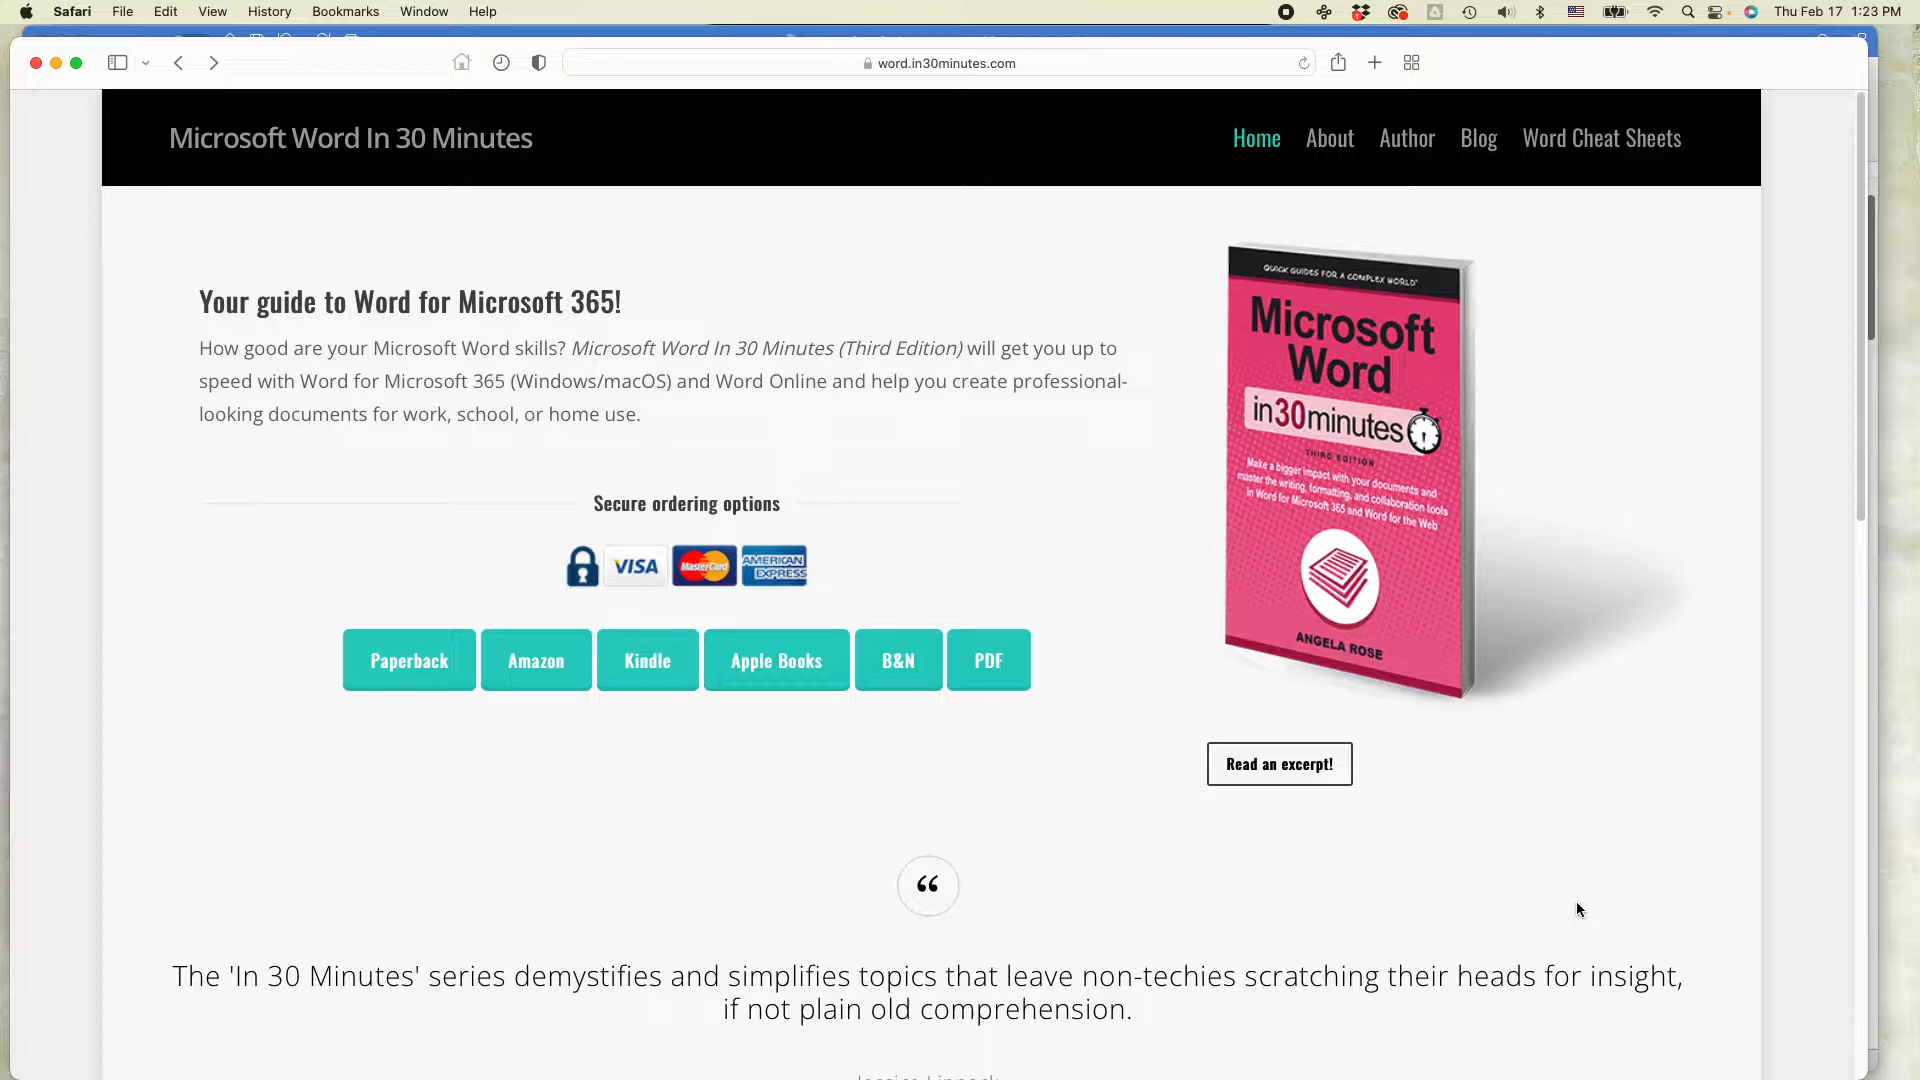 Safari File Edit View History Bookmarks Window Help Thu Feb 17 1:23 PM
word.in30minutes.com
Microsoft Word In 30 Minutes Home About Author Blog Word Cheat Sheets
Your guide to Word for Microsoft 365!
How good are your Microsoft Word skills? Microsoft Word In 30 Minutes (Third Edition) will get you up to
speed with Word for Microsoft 365 (Windows/macOS) and Word Online and help you create professional-
looking documents for work, school, or home use.
Secure ordering options
VISA MasterCard AMERICAN EXPRESS
Paperback Amazon Kindle Apple Books B&N PDF
QUICK GUIDES FOR A COMPLEX WORLD®
Microsoft
Word
in30minutes
THIRD EDITION
Make a bigger impact with your documents and
master the writing, formatting, and collaboration tools
in Word for Microsoft 365 and Word for the Web
ANGELA ROSE
Read an excerpt!
“
The 'In 30 Minutes' series demystifies and simplifies topics that leave non-techies scratching their heads for insight,
if not plain old comprehension.